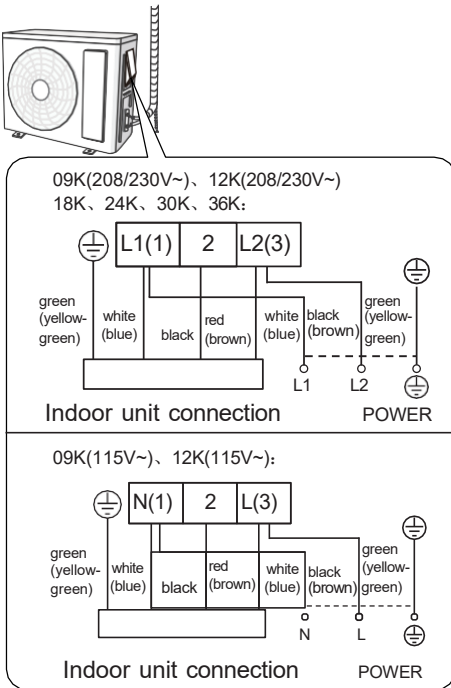 09K(208/230V~)、12K(208/230V~)
18K、24K、30K、36K:
L1(1) 2 L2(3)
green (yellow-green)
white (blue)
black
red (brown)
white (blue)
black (brown)
green (yellow-green)
L1 L2
Indoor unit connection POWER
09K(115V~)、12K(115V~):
N(1) 2 L(3)
green (yellow-green)
white (blue)
black
red (brown)
white (blue)
black (brown)
green (yellow-green)
N L
Indoor unit connection POWER